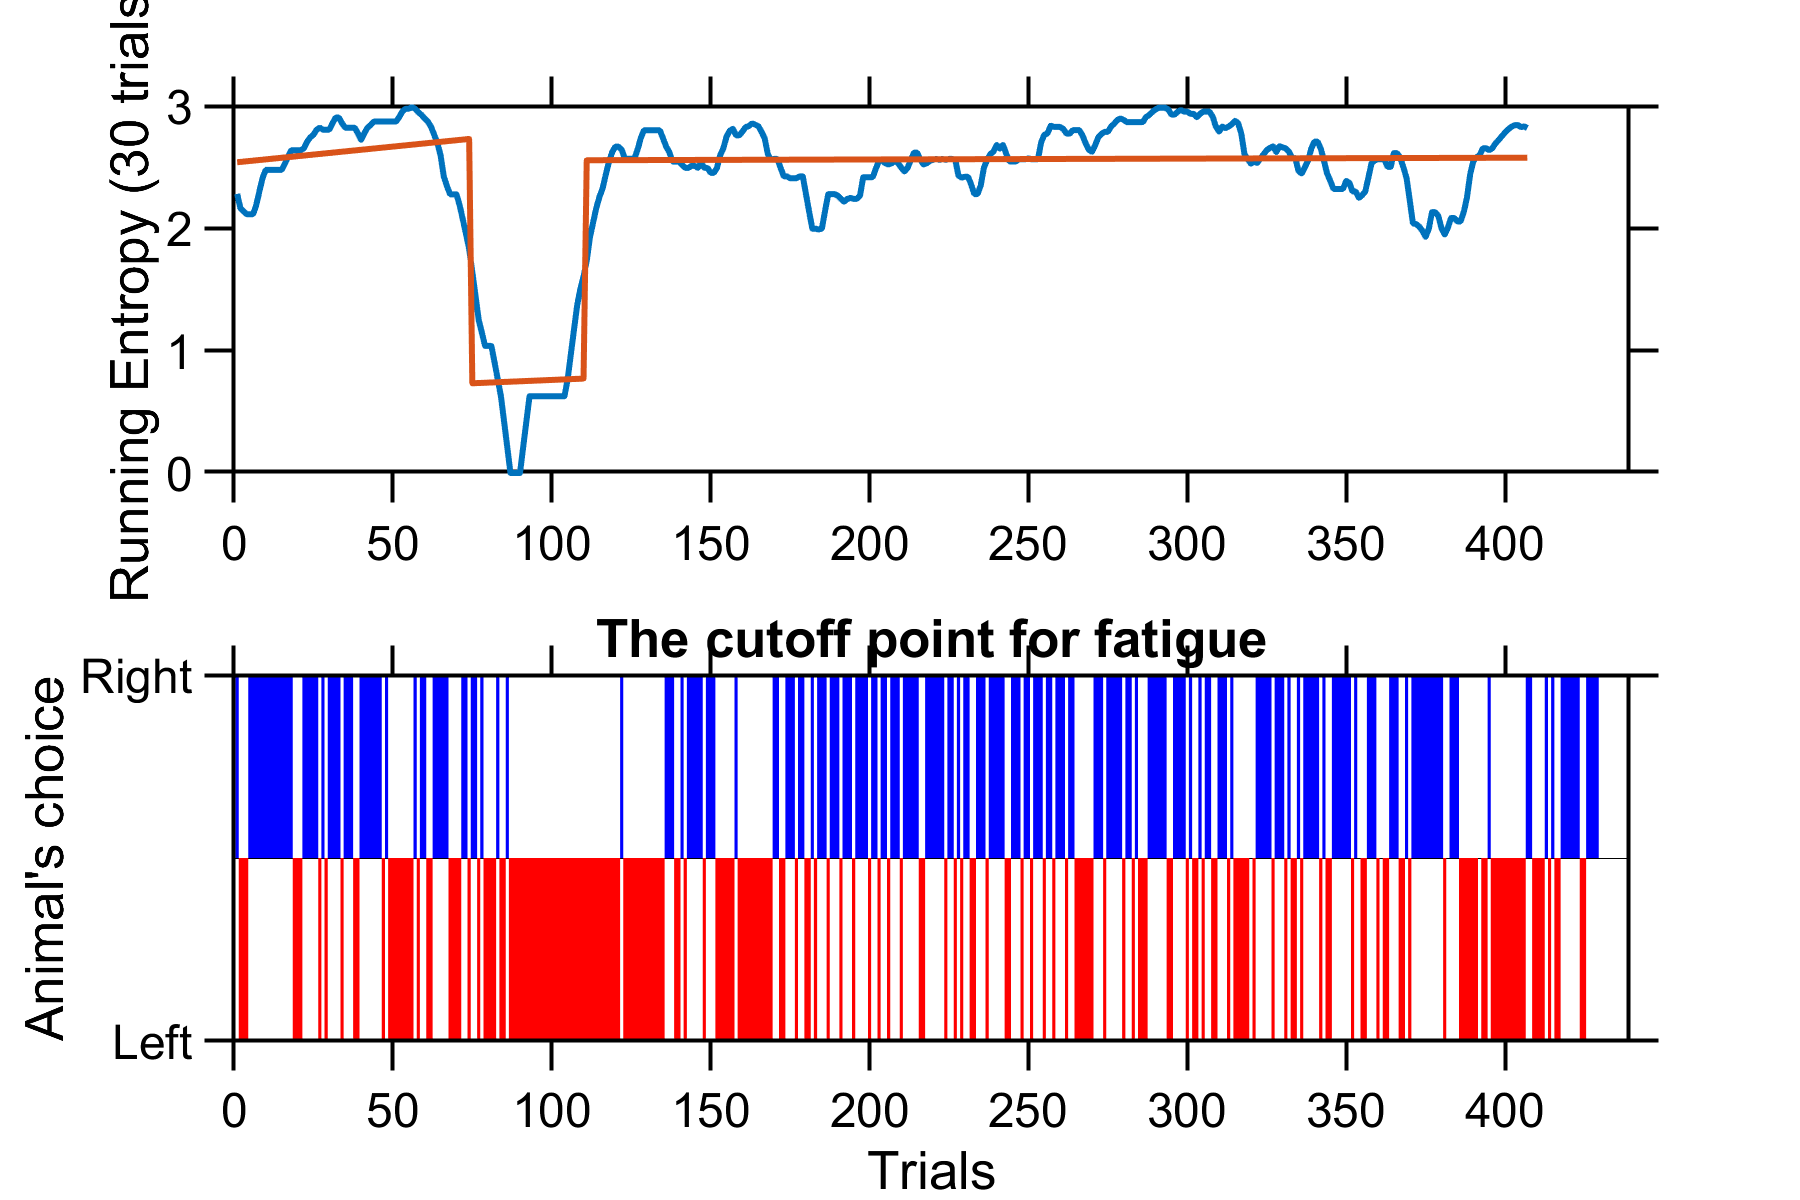 Running Entropy (30 trials
3
2
1
0
0 50 100 150 200 250 300 350 400
The cutoff point for fatigue
Animal's choice
Right
Left
0 50 100 150 200 250 300 350 400
Trials